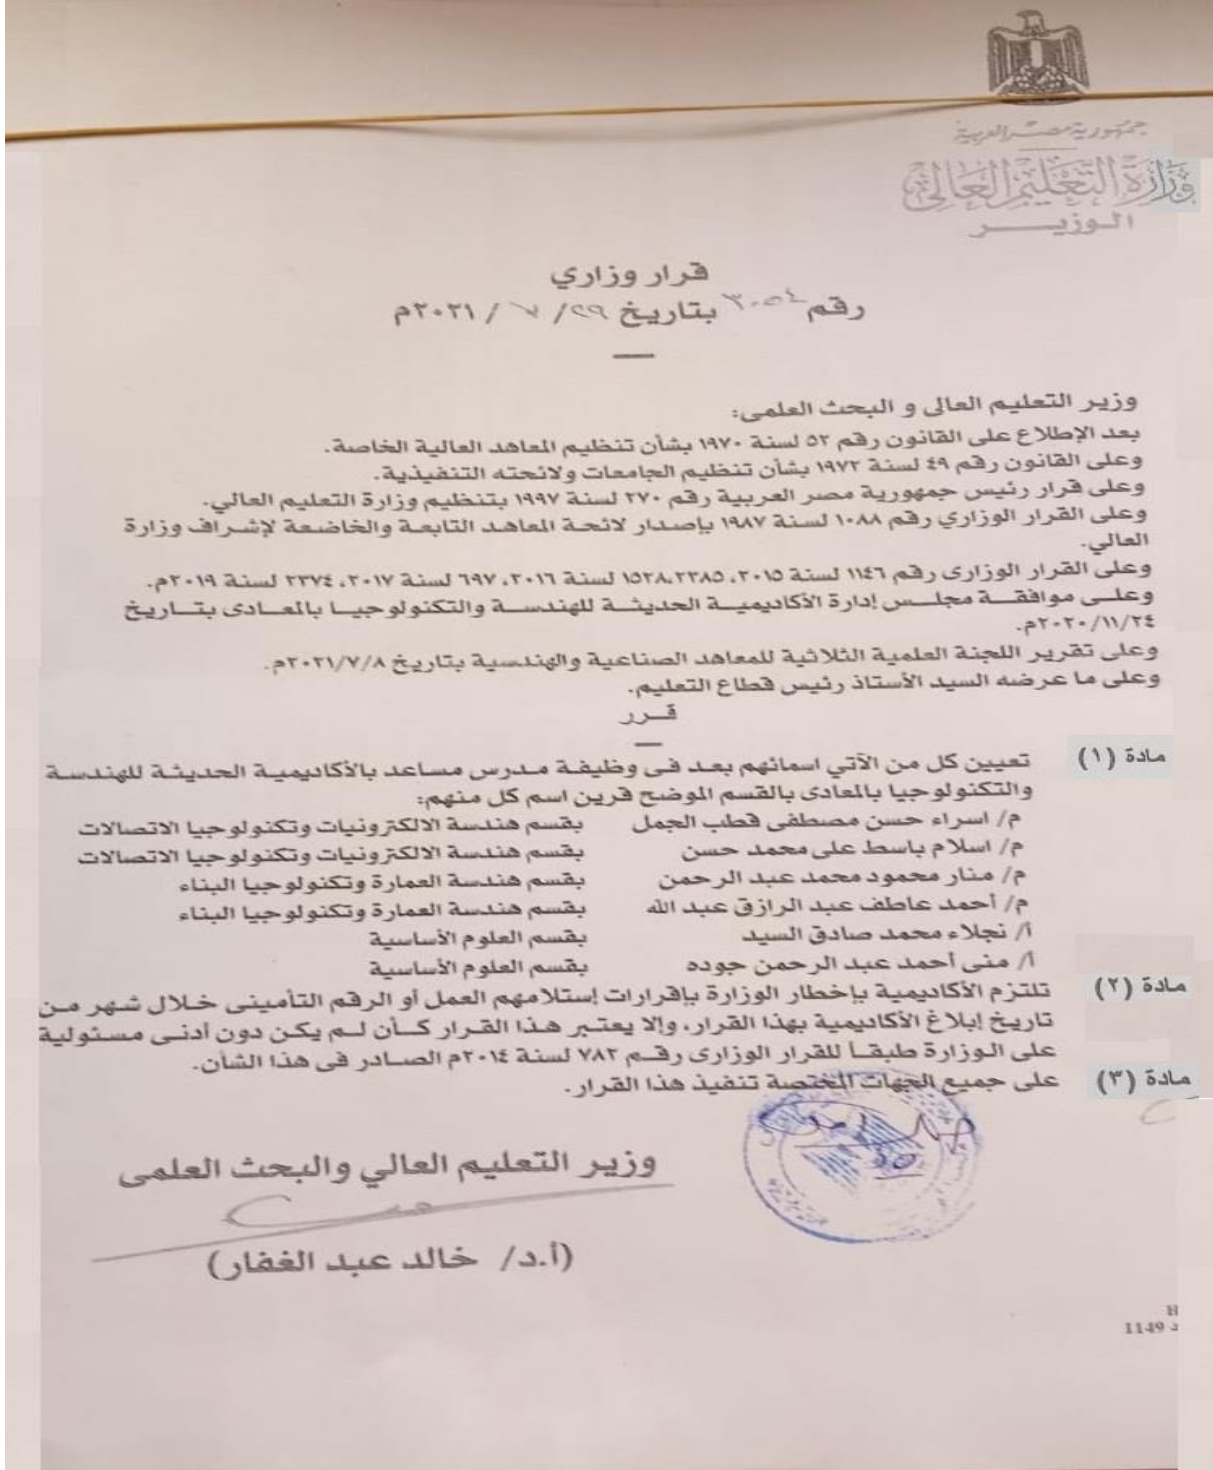 جمهورية مصر العربية
وزارة التعليم العالي
الوزير
قرار وزاري
رقم ٣٠٥٤ بتاريخ ٢٩/ ٧ / ٢٠٢١م
وزير التعليم العالى و البحث العلمى:
بعد الإطلاع على القانون رقم ٥٢ لسنة ١٩٧٠ بشأن تنظيم المعاهد العالية الخاصة.
وعلى القانون رقم ٤٩ لسنة ١٩٧٢ بشأن تنظيم الجامعات ولائحته التنفيذية.
وعلى قرار رئيس جمهورية مصر العربية رقم ٢٧٠ لسنة ١٩٩٧ بتنظيم وزارة التعليم العالي.
وعلى القرار الوزاري رقم ١٠٨٨ لسنة ١٩٨٧ بإصدار لائحة المعاهد التابعة والخاضعة لإشراف وزارة
العالي.
وعلى القرار الوزارى رقم ١١٤٦ لسنة ٢٠١٥، ١٥٢٨،٢٣٨٥ لسنة ٢٠١٦، ٦٩٧ لسنة ٢٠١٧، ٢٣٧٤ لسنة ٢٠١٩م.
وعلى موافقة مجلس إدارة الأكاديمية الحديثة للهندسة والتكنولوجيا بالمعادى بتاريخ
٢٠٢٠/١١/٢٤م.
وعلى تقرير اللجنة العلمية الثلاثية للمعاهد الصناعية والهندسية بتاريخ ٢٠٢١/٧/٨م.
وعلى ما عرضه السيد الأستاذ رئيس قطاع التعليم.
قرر
مادة (١) تعيين كل من الآتي اسمائهم بعد فى وظيفة مدرس مساعد بالأكاديمية الحديثة للهندسة
والتكنولوجيا بالمعادى بالقسم الموضح قرين اسم كل منهم:
م/ اسراء حسن مصطفى قطب الجمل بقسم هندسة الالكترونيات وتكنولوجيا الاتصالات
م/ اسلام باسط على محمد حسن بقسم هندسة الالكترونيات وتكنولوجيا الاتصالات
م/ منار محمود محمد عبد الرحمن بقسم هندسة العمارة وتكنولوجيا البناء
م/ أحمد عاطف عبد الرازق عبد الله بقسم هندسة العمارة وتكنولوجيا البناء
أ/ نجلاء محمد صادق السيد بقسم العلوم الأساسية
أ/ منى أحمد عبد الرحمن جوده بقسم العلوم الأساسية
مادة (٢) تلتزم الأكاديمية بإخطار الوزارة بإقرارات إستلامهم العمل أو الرقم التأمينى خلال شهر من
تاريخ إبلاغ الأكاديمية بهذا القرار، وإلا يعتبر هذا القرار كأن لم يكن دون أدنى مسئولية
على الوزارة طبقاً للقرار الوزارى رقم ٧٨٢ لسنة ٢٠١٤م الصادر فى هذا الشأن.
مادة (٣) على جميع الجهات المختصة تنفيذ هذا القرار.
وزير التعليم العالي والبحث العلمى
(أ.د/ خالد عبد الغفار)
H
1149